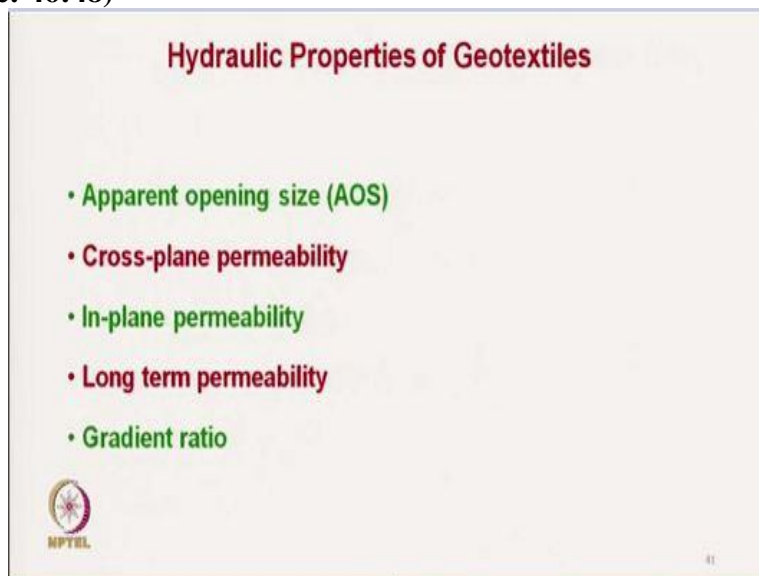 Hydraulic Properties of Geotextiles
• Apparent opening size (AOS)
• Cross-plane permeability
• In-plane permeability
• Long term permeability
• Gradient ratio
NPTEL
41